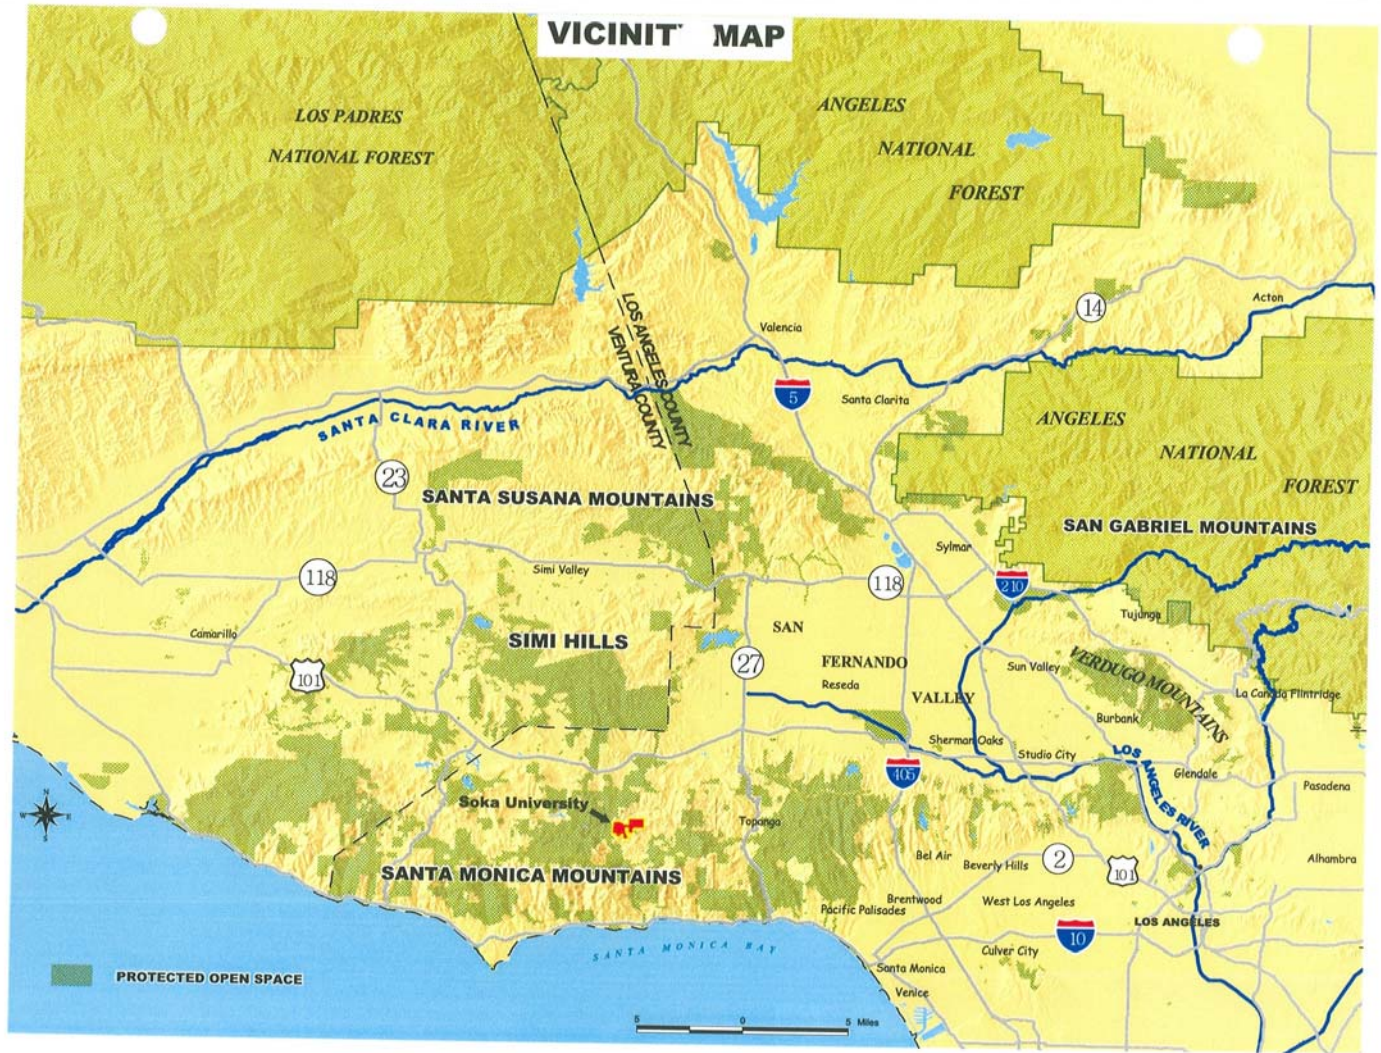 VICINIT MAP
LOS PADRES
NATIONAL FOREST
ANGELES
NATIONAL
FOREST
LOS ANGELES COUNTY
VENTURA COUNTY
Valencia
14
Acton
5
Santa Clarita
SANTA CLARA RIVER
ANGELES
NATIONAL
FOREST
23
SANTA SUSANA MOUNTAINS
SAN GABRIEL MOUNTAINS
Sylmar
118
Simi Valley
118
210
Tujunga
Camarillo
SIMI HILLS
SAN
FERNANDO
VALLEY
27
Reseda
Sun Valley
VERDUGO MOUNTAINS
La Canada Flintridge
101
Burbank
Sherman Oaks
Studio City
LOS ANGELES RIVER
405
Glendale
Pasadena
Soka University
Topanga
N
W
E
S
SANTA MONICA MOUNTAINS
Bel Air
Beverly Hills
2
101
Alhambra
Brentwood
West Los Angeles
Pacific Palisades
LOS ANGELES
10
SANTA MONICA BAY
Culver City
Santa Monica
Venice
PROTECTED OPEN SPACE
5 0 5 Miles